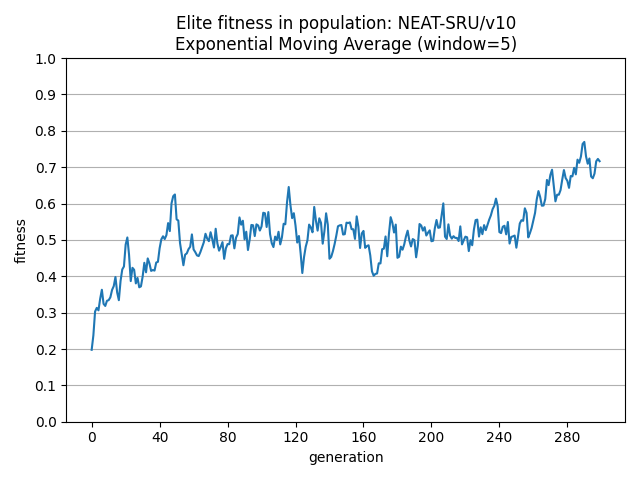 Elite fitness in population: NEAT-SRU/v10
Exponential Moving Average (window=5)
1.0
0.9
0.8
0.7
0.6
0.5
0.4
0.3
0.2
0.1
0.0
fitness
0 40 80 120 160 200 240 280
generation